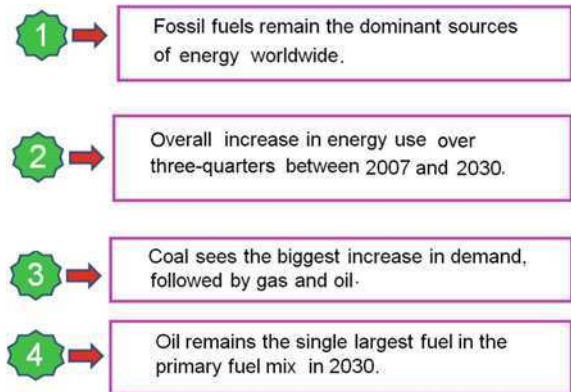 1
Fossil fuels remain the dominant sources
of energy worldwide.
2
Overall increase in energy use over
three-quarters between 2007 and 2030.
3
Coal sees the biggest increase in demand,
followed by gas and oil.
4
Oil remains the single largest fuel in the
primary fuel mix in 2030.